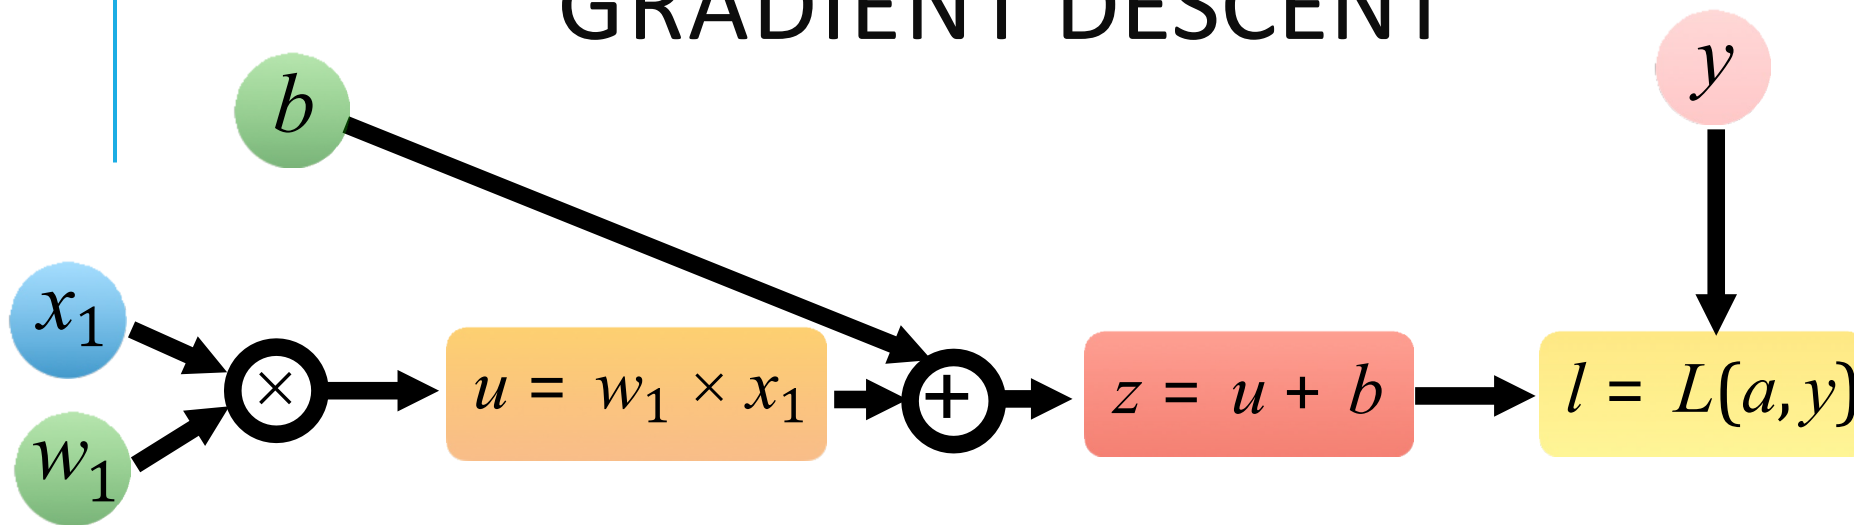 GRADIENT DESCENT
b
y
x₁
w₁
×
u = w₁ × x₁
+
z = u + b
l = L(a, y)